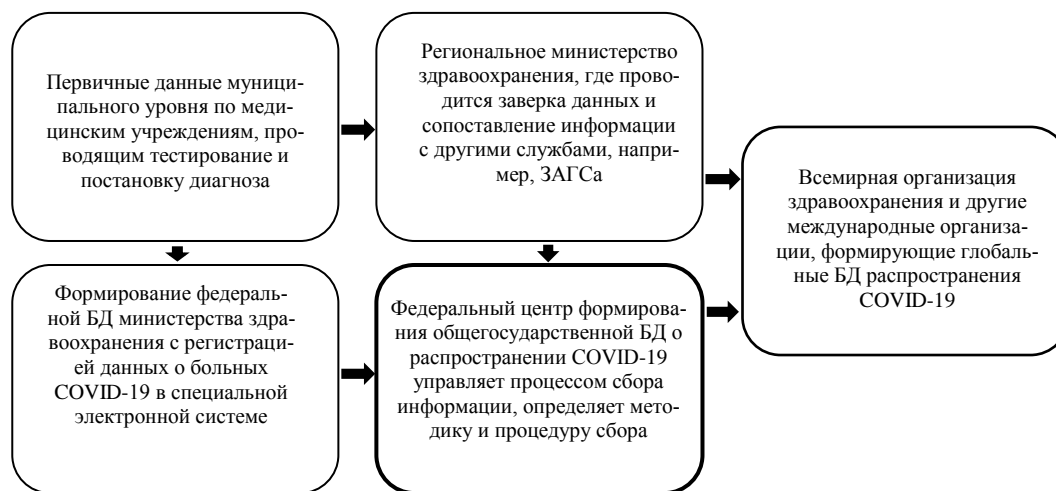 Первичные данные муници-
пального уровня по меди-
цинским учреждениям, про-
водящим тестирование и
постановку диагноза
Региональное министерство
здравоохранения, где прово-
дится заверка данных и
сопоставление информации
с другими службами, напри-
мер, ЗАГСа
Всемирная организация
здравоохранения и другие
международные организа-
ции, формирующие глобаль-
ные БД распространения
COVID-19
Формирование федераль-
ной БД министерства здра-
воохранения с регистраци-
ей данных о больных
COVID-19 в специальной
электронной системе
Федеральный центр формирова-
ния общегосударственной БД о
распространении COVID-19
управляет процессом сбора
информации, определяет мето-
дику и процедуру сбора